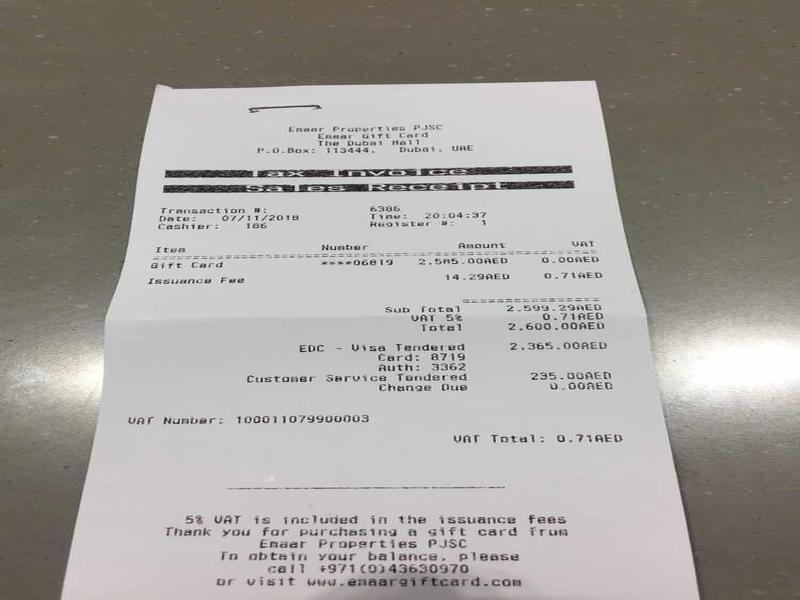 Emaar Properties PJSC
Emaar Gift Card
The Dubai Mall
P.O.Box: 113444, Dubai, UAE
Tax Invoice
Sales Receipt
Transaction #: 6386
Date: 07/11/2018 Time: 20:04:37
Cashier: 186 Register #: 1
Item Number Amount VAT
Gift Card ****06819 2.585.00AED 0.00AED
Issuance Fee 14.29AED 0.71AED
Sub Total 2.599.29AED
VAT 5% 0.71AED
Total 2.600.00AED
EDC - Visa Tendered 2.365.00AED
Card: 8719
Auth: 3362
Customer Service Tendered 235.00AED
Change Due 0.00AED
VAT Number: 100011079900003
VAT Total: 0.71AED
5% VAT is included in the issuance fees
Thank you for purchasing a gift card from
Emaar Properties PJSC
To obtain your balance, please
call +971(0)43630970
or visit www.emaargiftcard.com